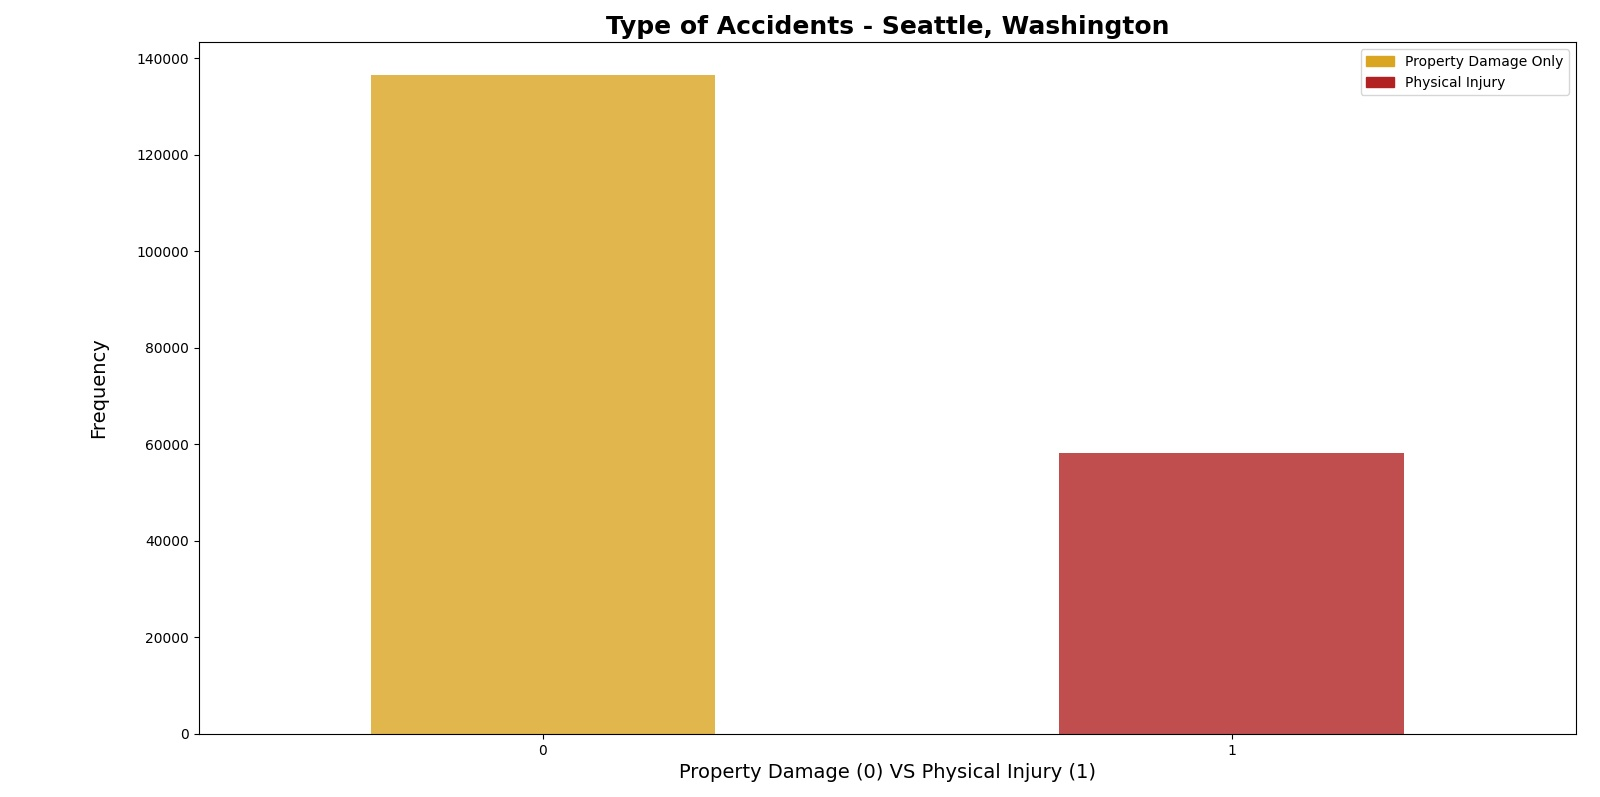 Type of Accidents - Seattle, Washington
Property Damage Only
Physical Injury
140000
120000
100000
80000
60000
40000
20000
0
Frequency
0
1
Property Damage (0) VS Physical Injury (1)